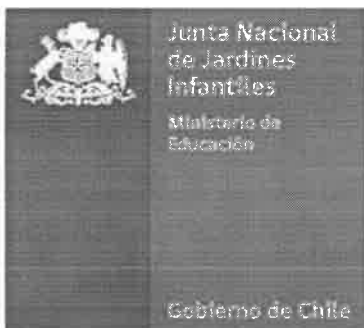 Junta Nacional
de Jardines
Infantiles
Ministerio de
Educación
Gobierno de Chile